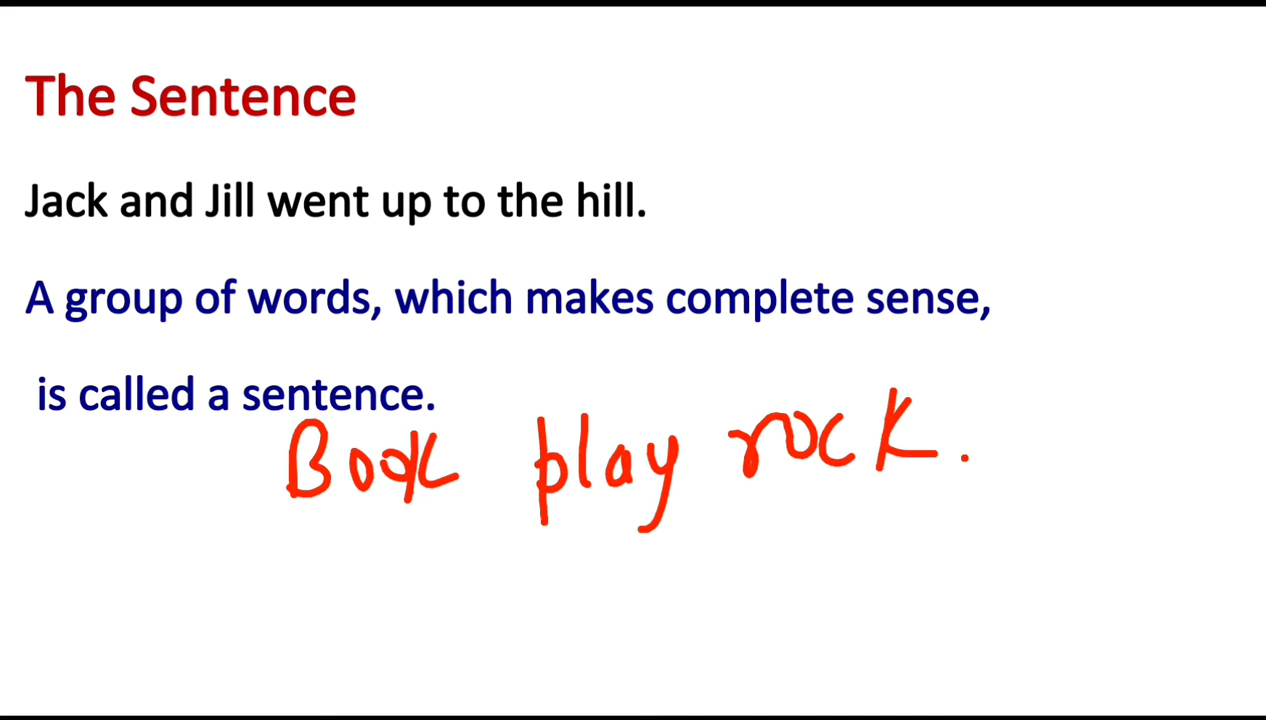 The Sentence
Jack and Jill went up to the hill.
A group of words, which makes complete sense,
is called a sentence.
Book play rock.